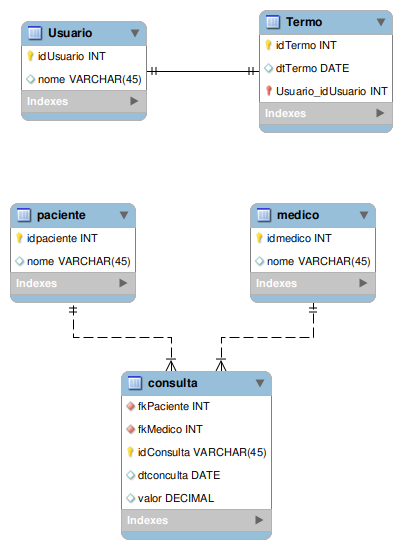 Usuario
idUsuario INT
nome VARCHAR(45)
Indexes
Termo
idTermo INT
dtTermo DATE
Usuario_idUsuario INT
Indexes
paciente
idpaciente INT
nome VARCHAR(45)
Indexes
medico
idmedico INT
nome VARCHAR(45)
Indexes
consulta
fkPaciente INT
fkMedico INT
idConsulta VARCHAR(45)
dtconculta DATE
valor DECIMAL
Indexes